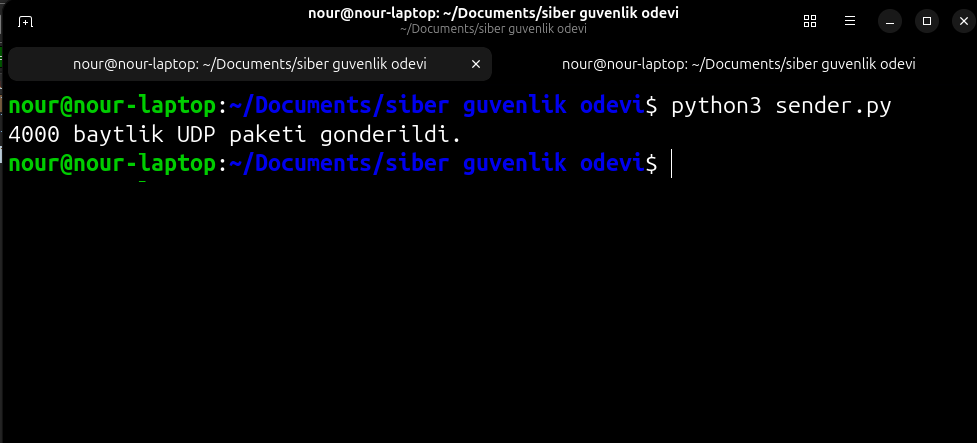 nour@nour-laptop: ~/Documents/siber guvenlik odevi
~/Documents/siber guvenlik odevi
nour@nour-laptop: ~/Documents/siber guvenlik odevi
nour@nour-laptop: ~/Documents/siber guvenlik odevi
nour@nour-laptop:~/Documents/siber guvenlik odevi$ python3 sender.py
4000 baytlik UDP paketi gonderildi.
nour@nour-laptop:~/Documents/siber guvenlik odevi$